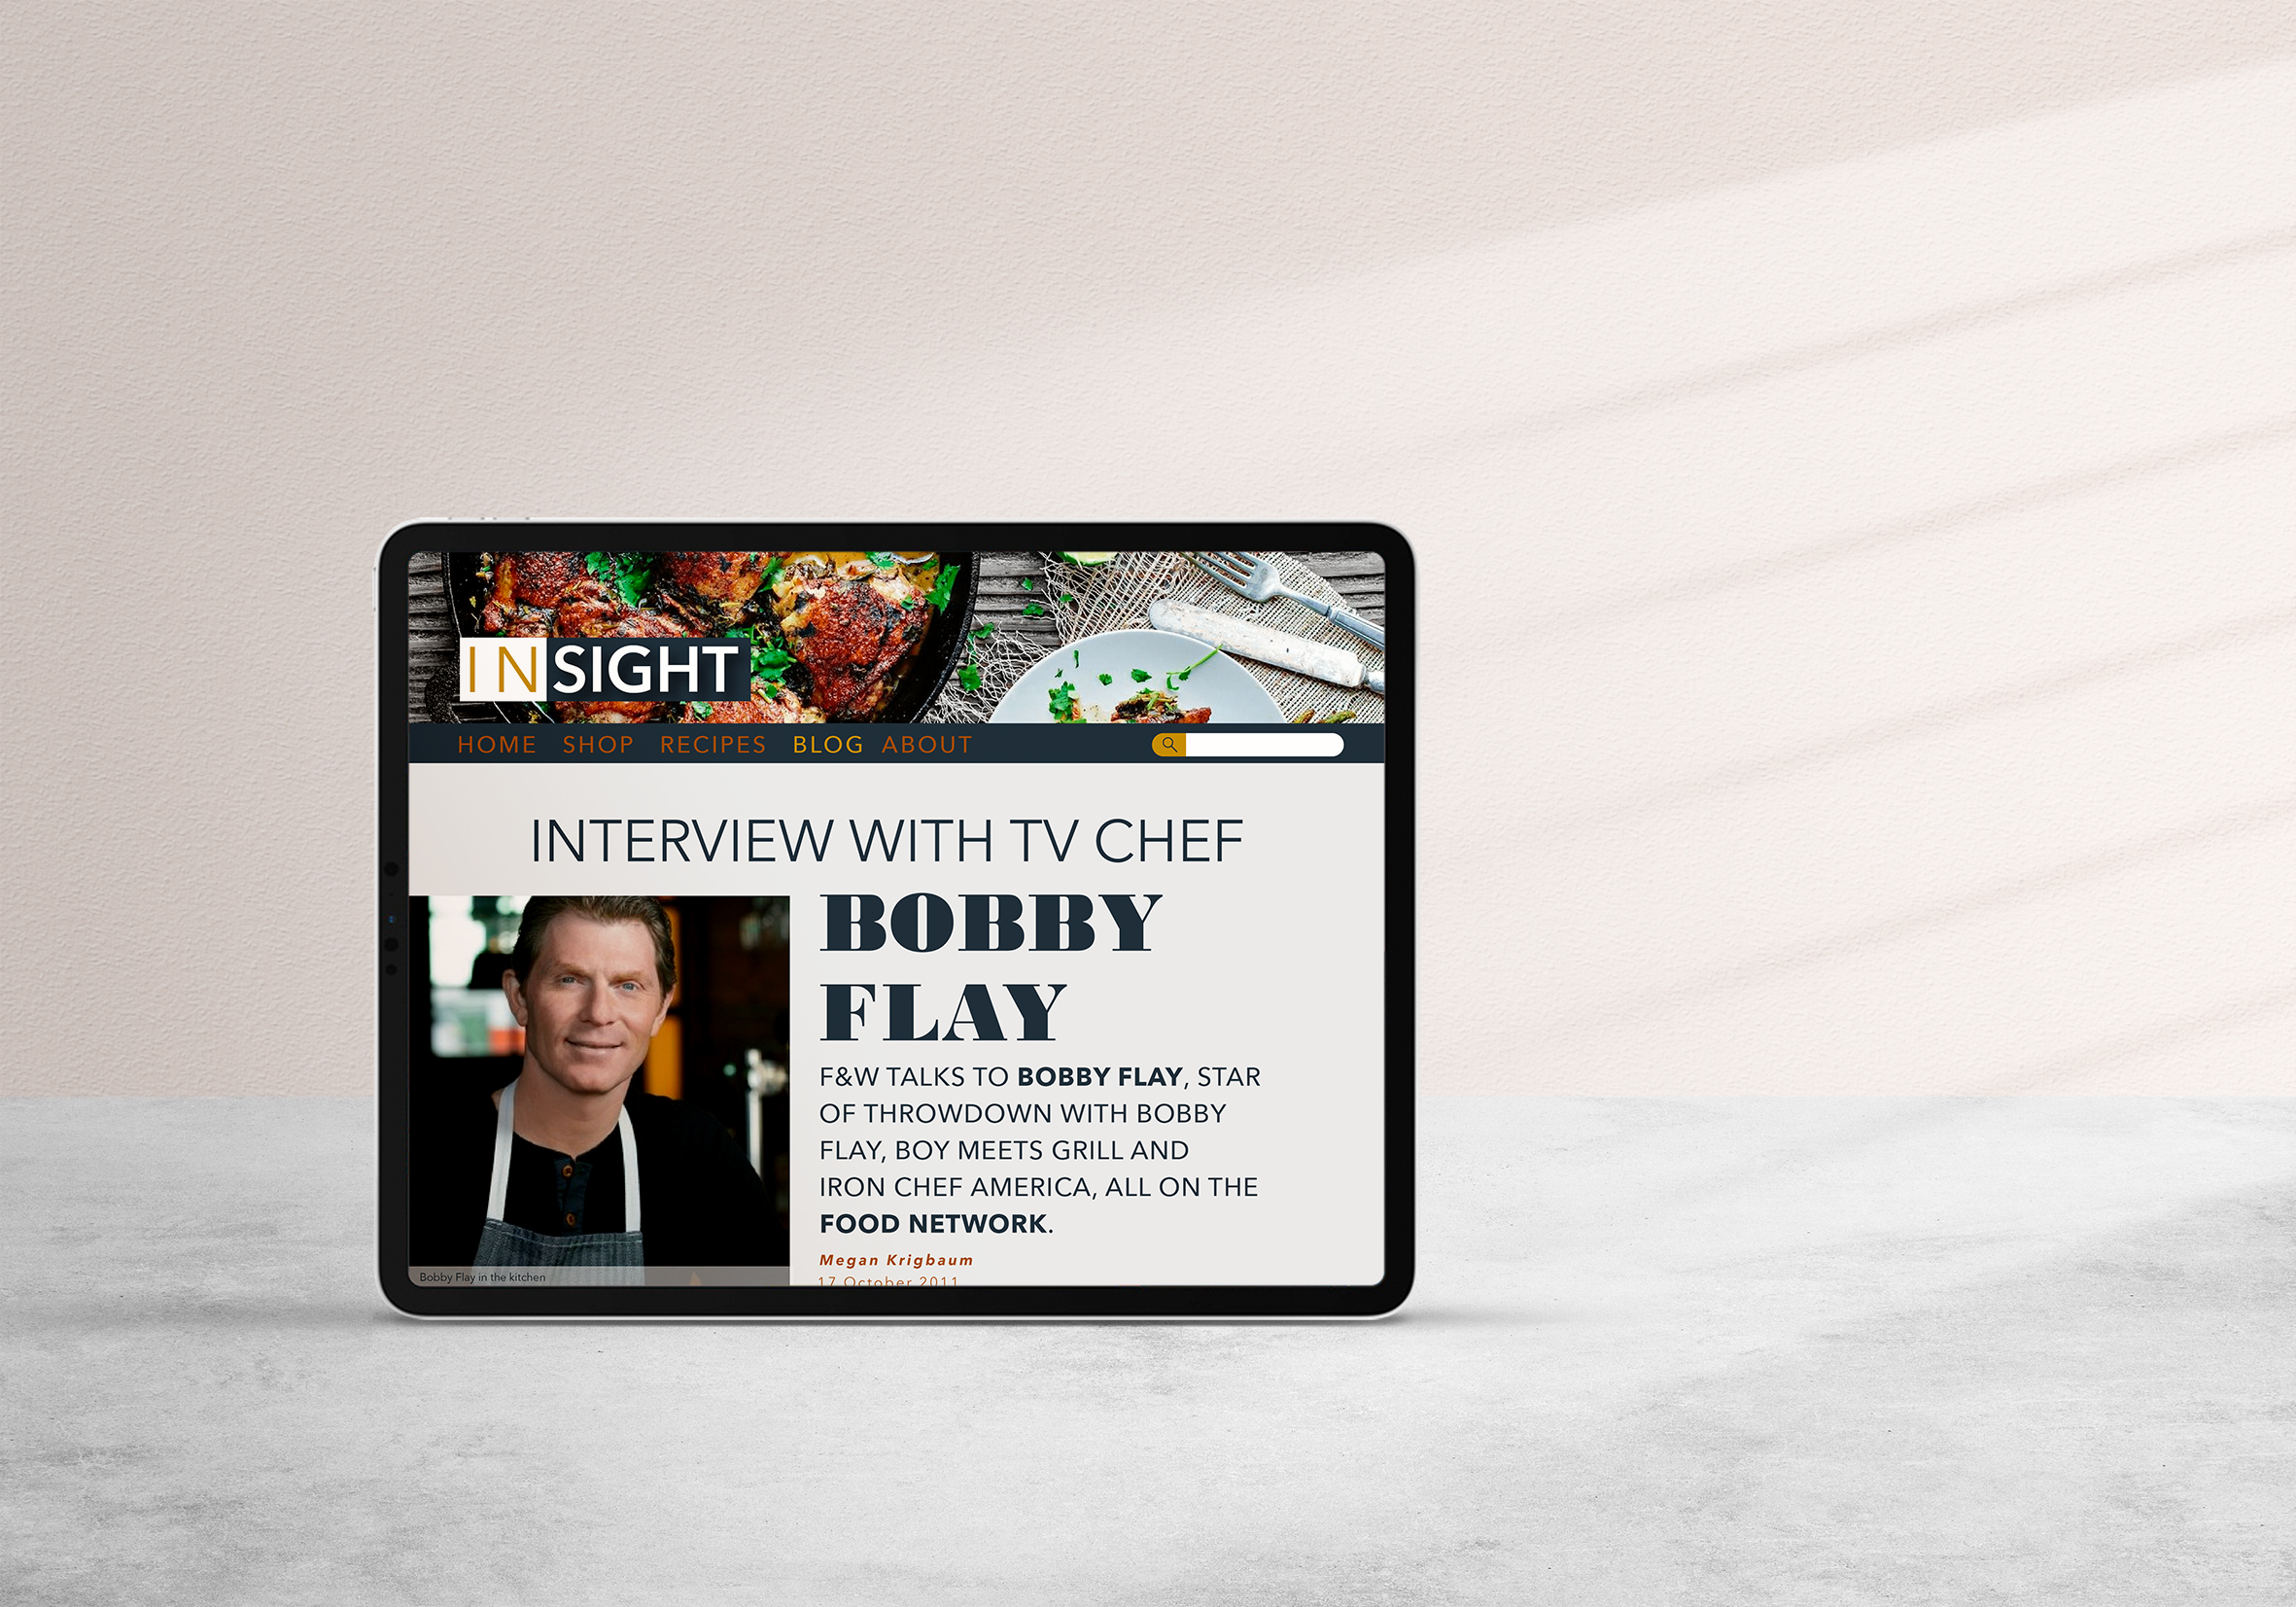 INSIGHT
HOME SHOP RECIPES BLOG ABOUT
INTERVIEW WITH TV CHEF
BOBBY
FLAY
F&W TALKS TO BOBBY FLAY, STAR
OF THROWDOWN WITH BOBBY
FLAY, BOY MEETS GRILL AND
IRON CHEF AMERICA, ALL ON THE
FOOD NETWORK.
Megan Krigbaum
17 October 2011
Bobby Flay in the kitchen